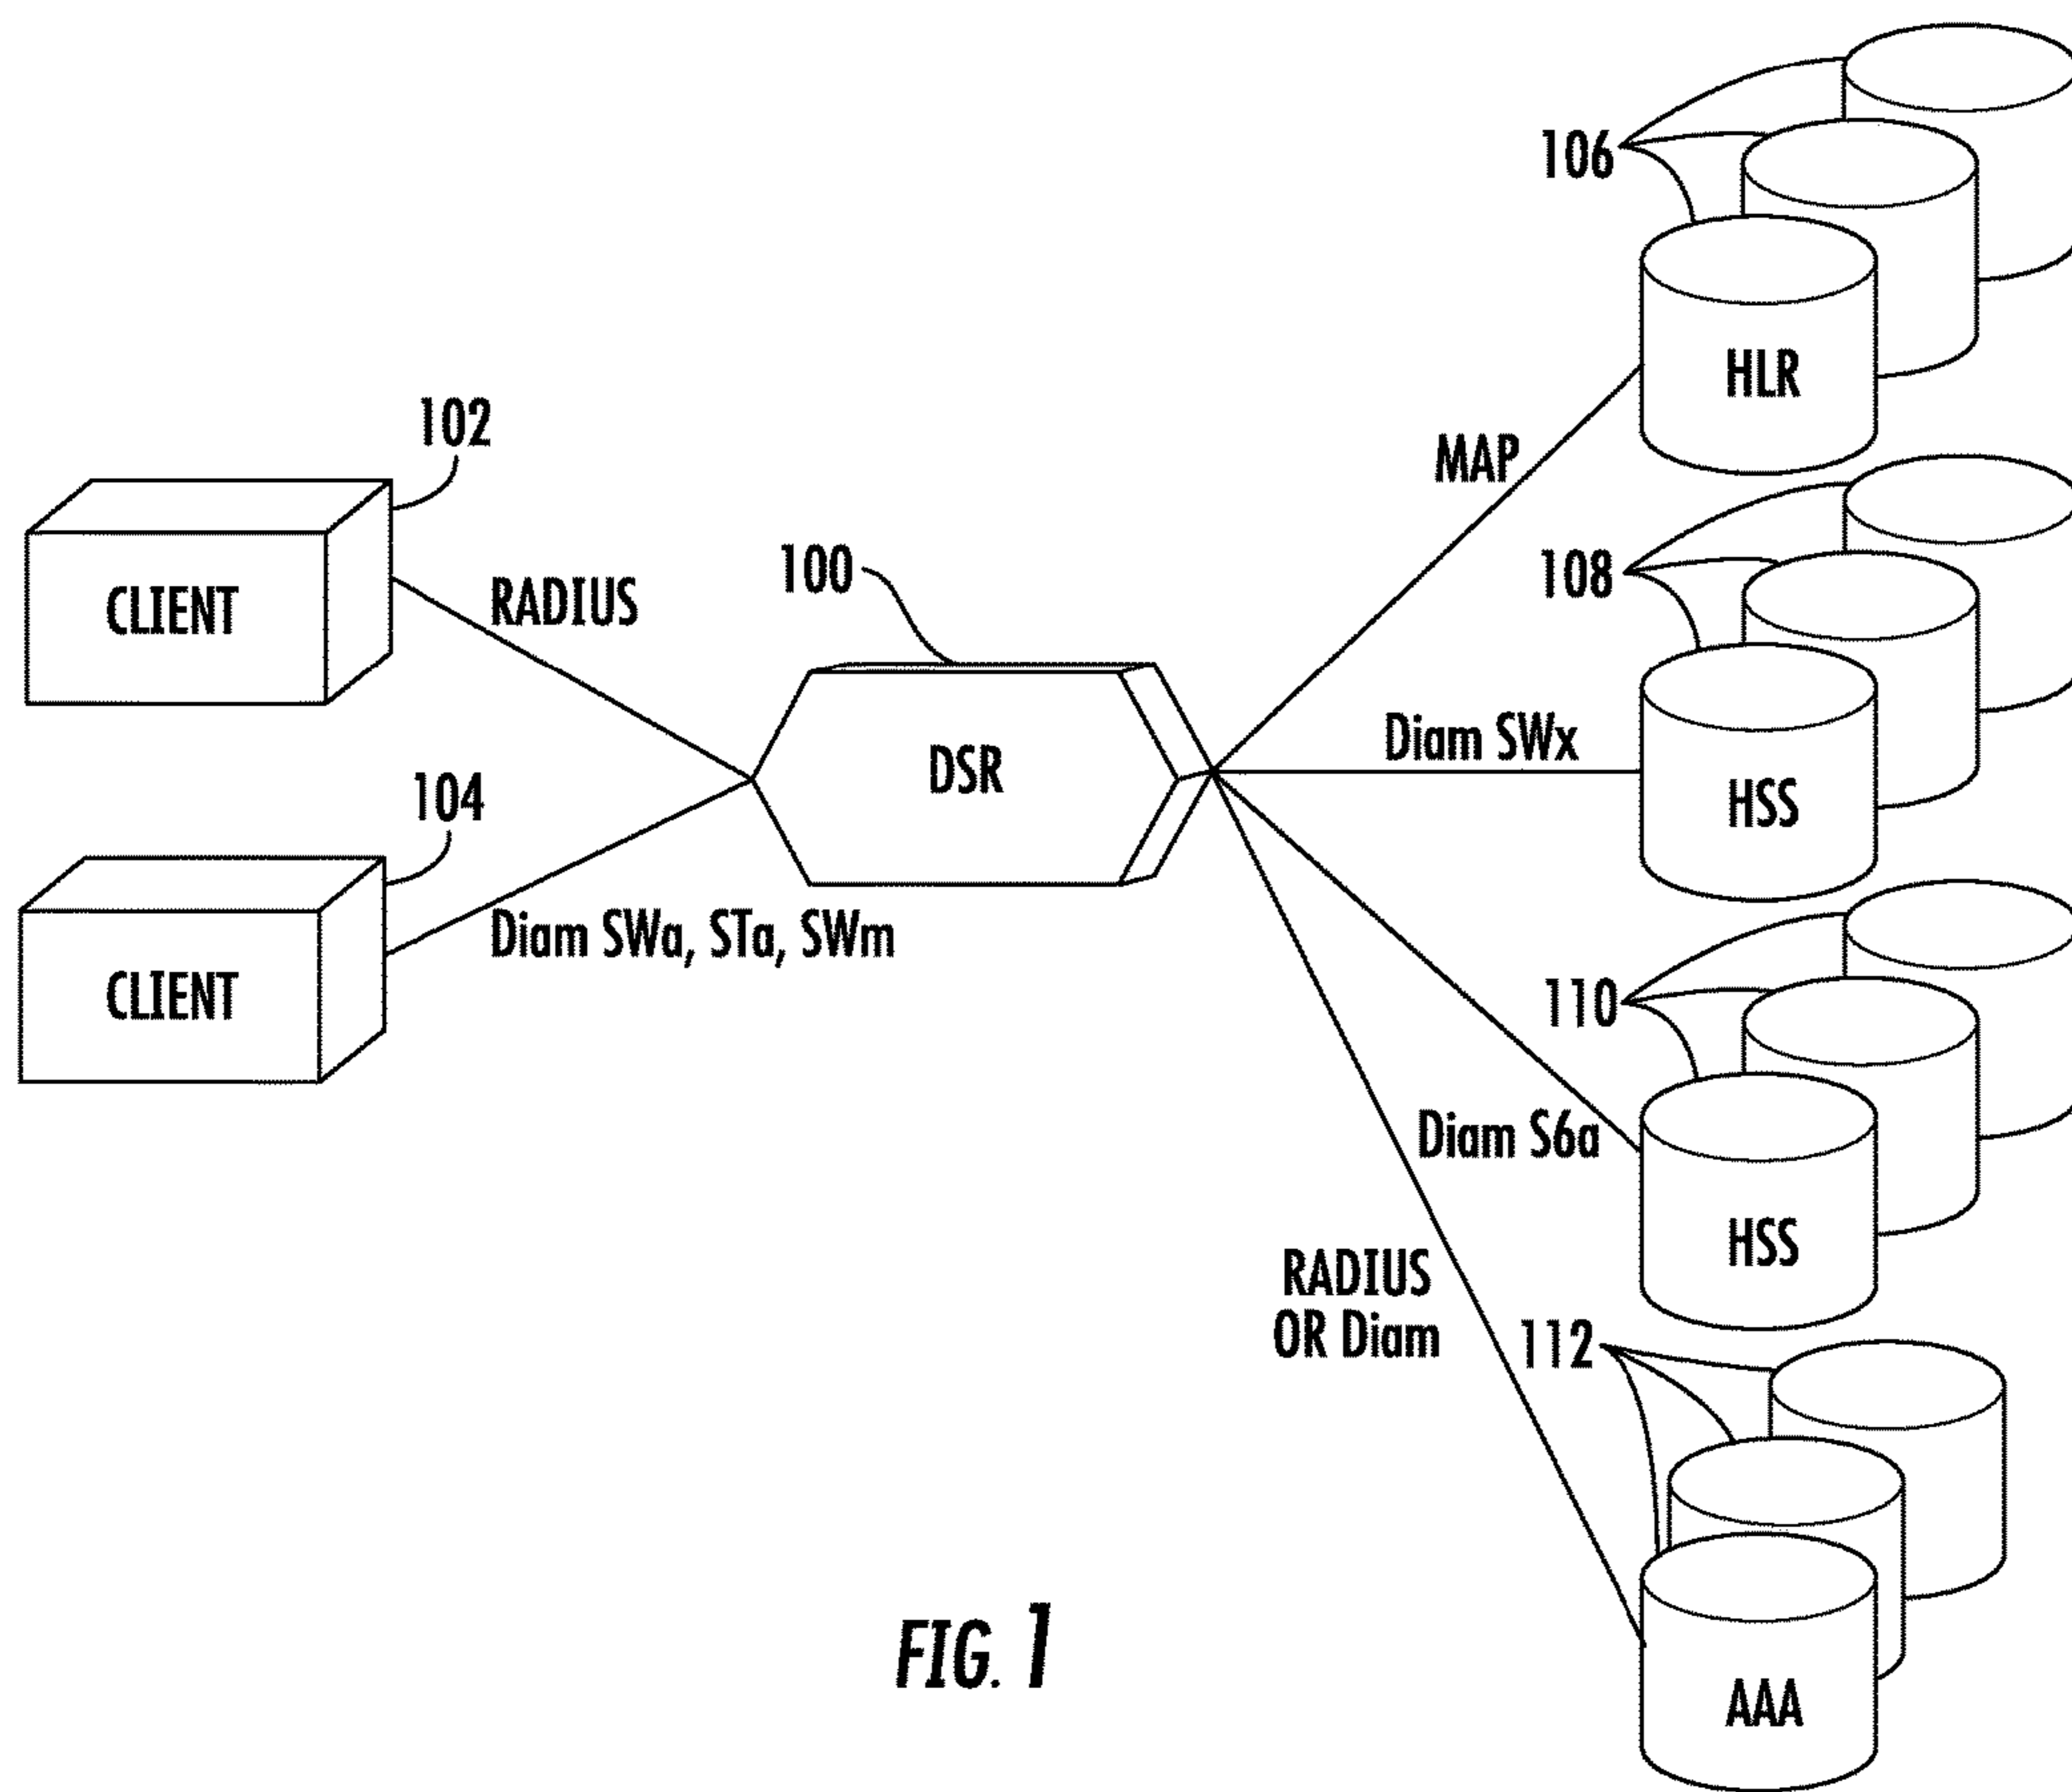 106
HLR
102
MAP
CLIENT
RADIUS
100
108
DSR
Diam SWx
HSS
104
CLIENT
Diam SWa, STa, SWm
110
Diam S6a
HSS
RADIUS
OR Diam
112
AAA
FIG. 1